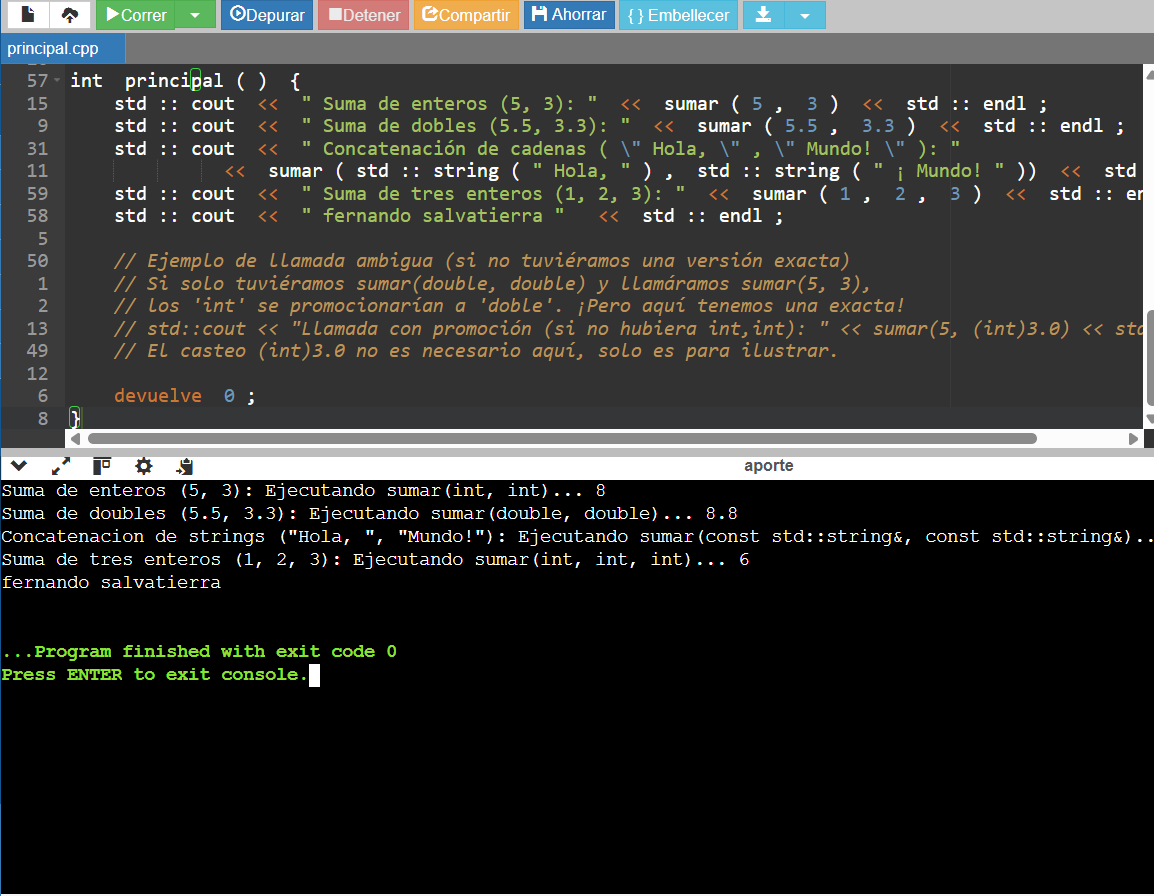 Correr Depurar Detener Compartir Ahorrar { } Embellecer
principal.cpp
57 int principal ( ) {
15 std :: cout << " Suma de enteros (5, 3): " << sumar ( 5 , 3 ) << std :: endl ;
9 std :: cout << " Suma de dobles (5.5, 3.3): " << sumar ( 5.5 , 3.3 ) << std :: endl ;
31 std :: cout << " Concatenación de cadenas ( \" Hola, \" , \" Mundo! \" ): "
11 << sumar ( std :: string ( " Hola, " ) , std :: string ( " ¡ Mundo! " )) << std
59 std :: cout << " Suma de tres enteros (1, 2, 3): " << sumar ( 1 , 2 , 3 ) << std :: en
58 std :: cout << " fernando salvatierra " << std :: endl ;
5
50 // Ejemplo de llamada ambigua (si no tuviéramos una versión exacta)
1 // Si solo tuviéramos sumar(double, double) y llamáramos sumar(5, 3),
2 // los 'int' se promocionarían a 'doble'. ¡Pero aquí tenemos una exacta!
13 // std::cout << "Llamada con promoción (si no hubiera int,int): " << sumar(5, (int)3.0) << std
49 // El casteo (int)3.0 no es necesario aquí, solo es para ilustrar.
12
6 devuelve 0 ;
8 }
aporte
Suma de enteros (5, 3): Ejecutando sumar(int, int)... 8
Suma de doubles (5.5, 3.3): Ejecutando sumar(double, double)... 8.8
Concatenacion de strings ("Hola, ", "Mundo!"): Ejecutando sumar(const std::string&, const std::string&)..
Suma de tres enteros (1, 2, 3): Ejecutando sumar(int, int, int)... 6
fernando salvatierra
...Program finished with exit code 0
Press ENTER to exit console.